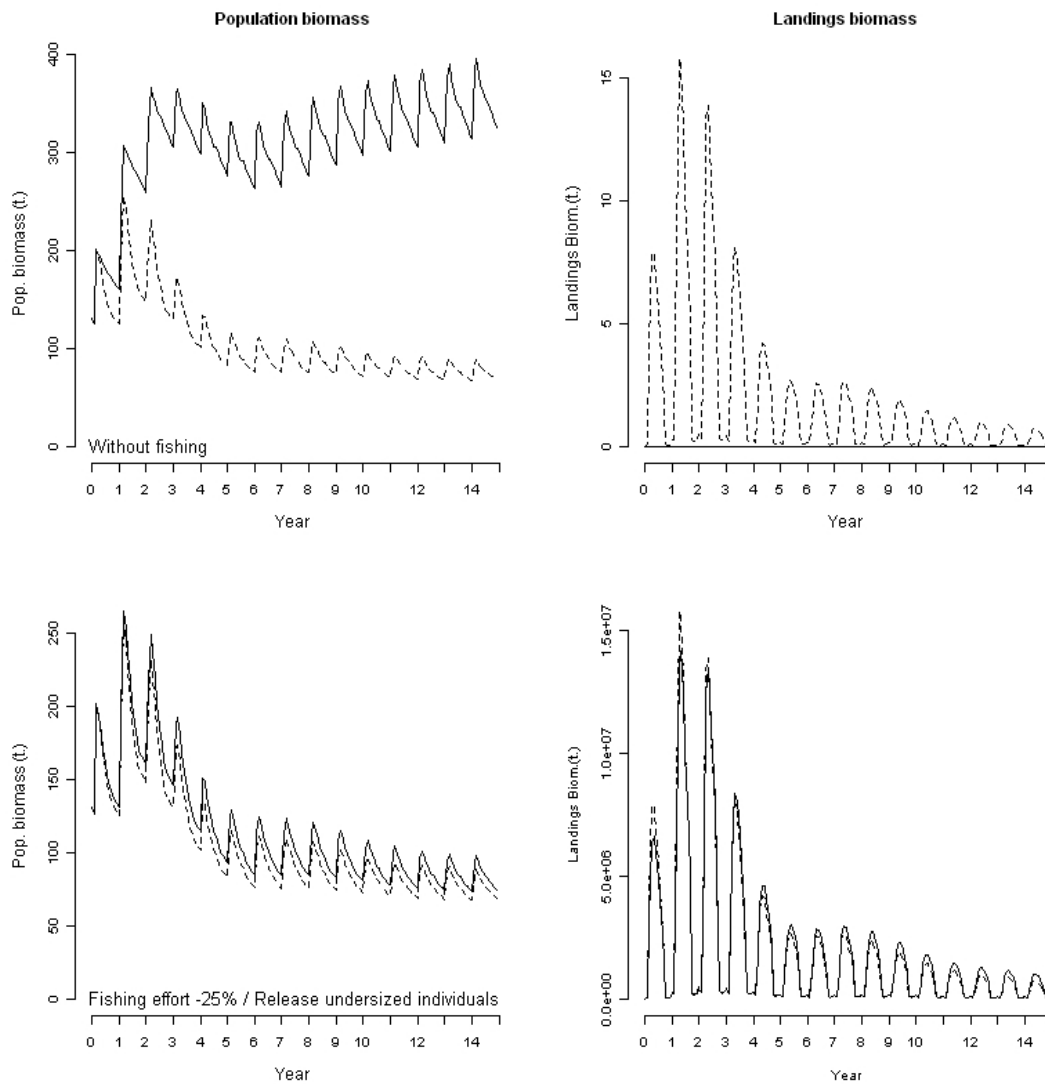 Population biomass
Landings biomass
Pop. biomass (t.)
400
300
200
100
0
Without fishing
0 1 2 3 4 5 6 7 8 10 12 14
Year
Landings Biom.(t.)
15
10
5
0
0 1 2 3 4 5 6 7 8 9 10 12 14
Year
Pop. biomass (t.)
250
200
150
100
50
0
Fishing effort -25% / Release undersized individuals
0 1 2 3 4 5 6 7 8 10 12 14
Year
Landings Biom.(t.)
1.5e+07
1.0e+07
5.0e+06
0.0e+00
0 1 2 3 4 5 6 7 8 9 10 12 14
Year